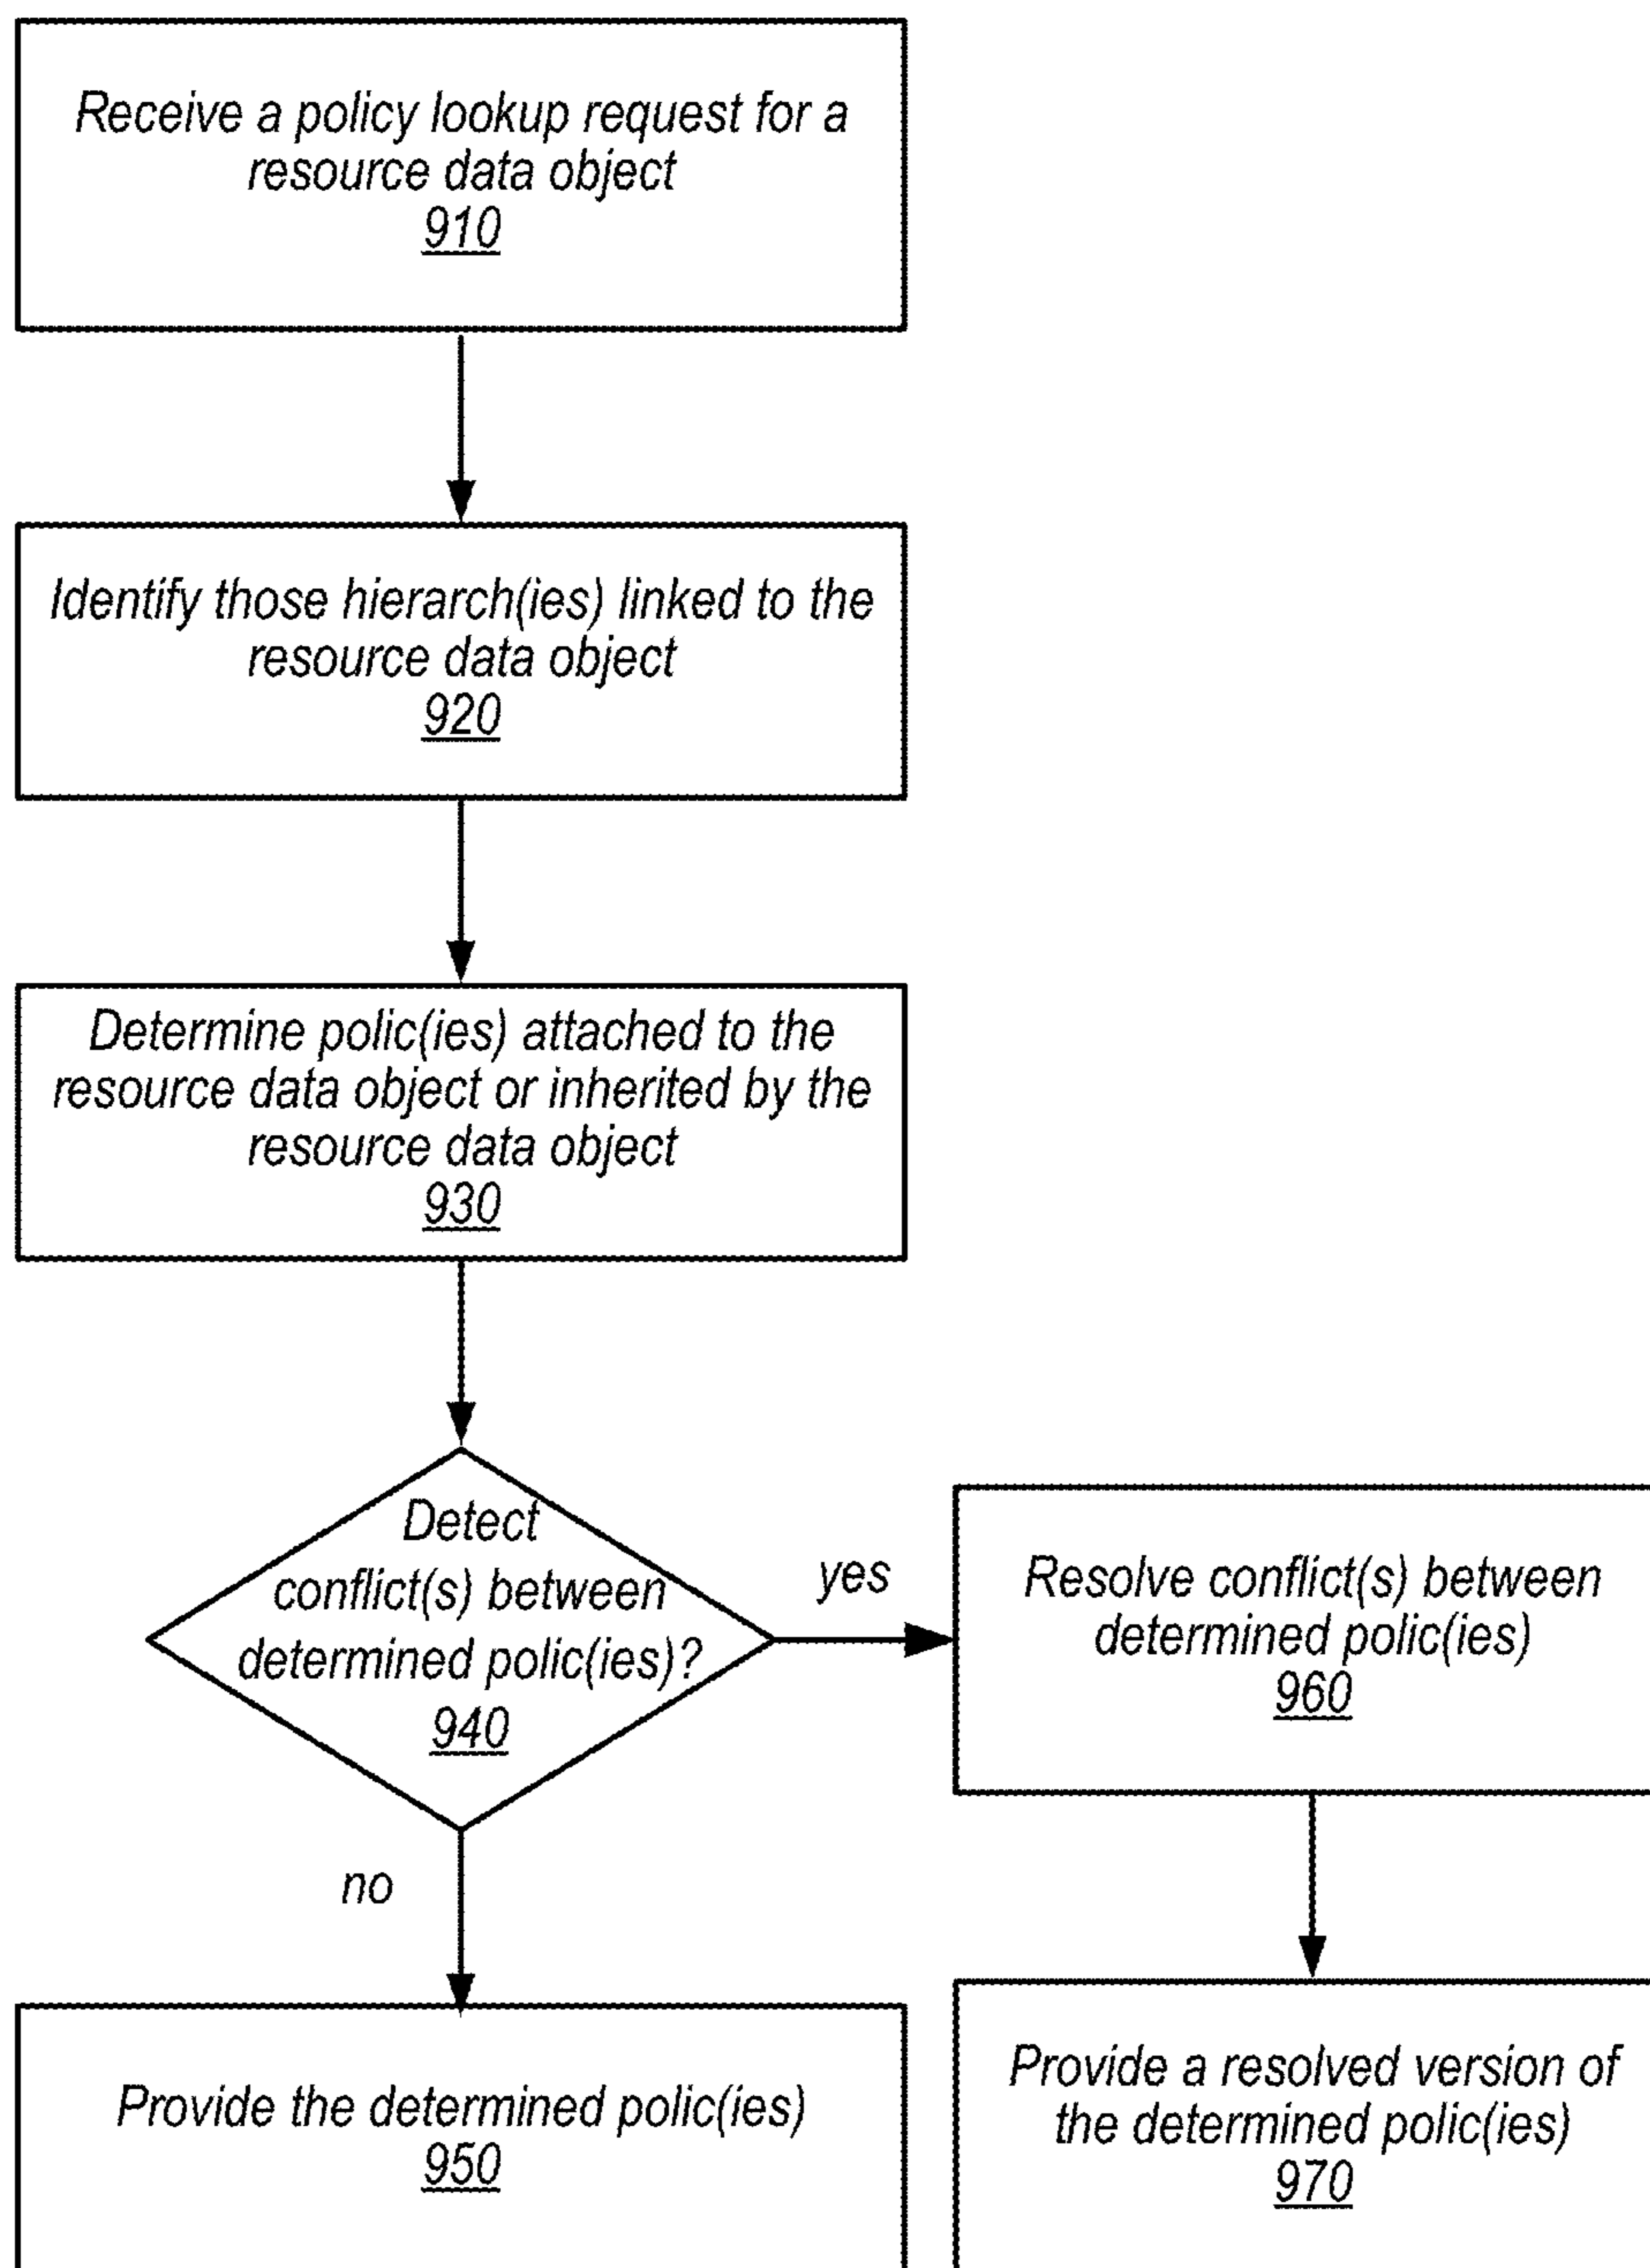 Receive a policy lookup request for a
resource data object
910
Identify those hierarch(ies) linked to the
resource data object
920
Determine polic(ies) attached to the
resource data object or inherited by the
resource data object
930
Detect
conflict(s) between
determined polic(ies)?
940
yes
Resolve conflict(s) between
determined polic(ies)
960
no
Provide the determined polic(ies)
950
Provide a resolved version of
the determined polic(ies)
970